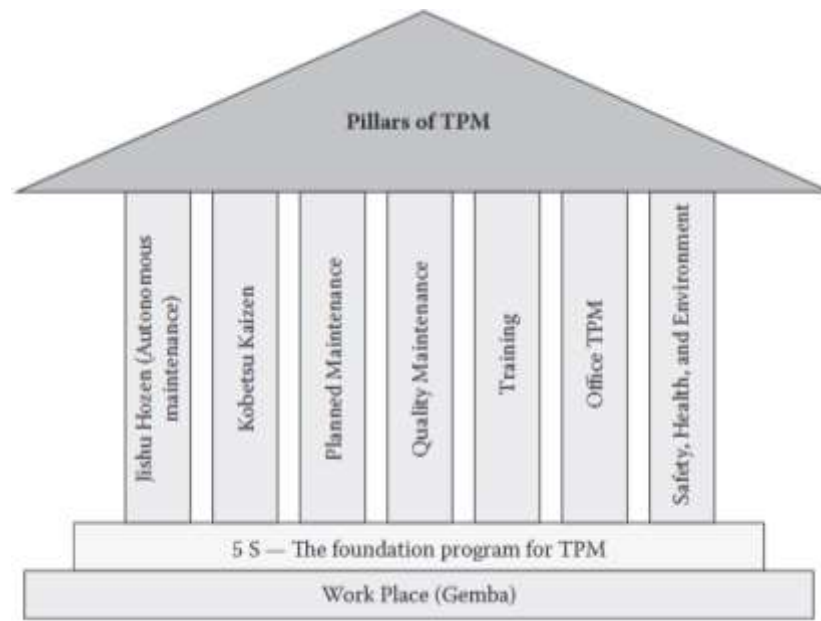 Pillars of TPM
Jishu Hozen (Autonomous
maintenance)
Kobetsu Kaizen
Planned Maintenance
Quality Maintenance
Training
Office TPM
Safety, Health, and Environment
5 S — The foundation program for TPM
Work Place (Gemba)